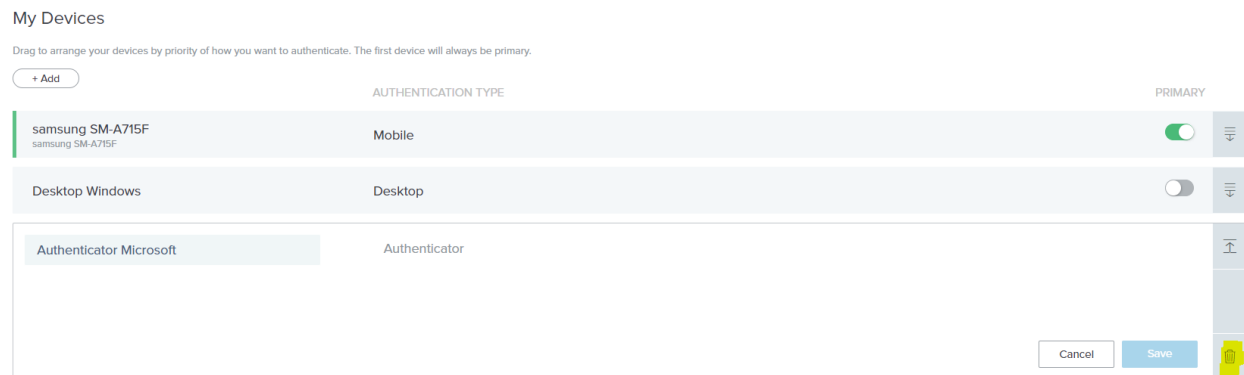 My Devices
Drag to arrange your devices by priority of how you want to authenticate. The first device will always be primary.
+ Add
AUTHENTICATION TYPE PRIMARY
samsung SM-A715F Mobile
samsung SM-A715F
Desktop Windows Desktop
Authenticator Microsoft Authenticator
Cancel Save